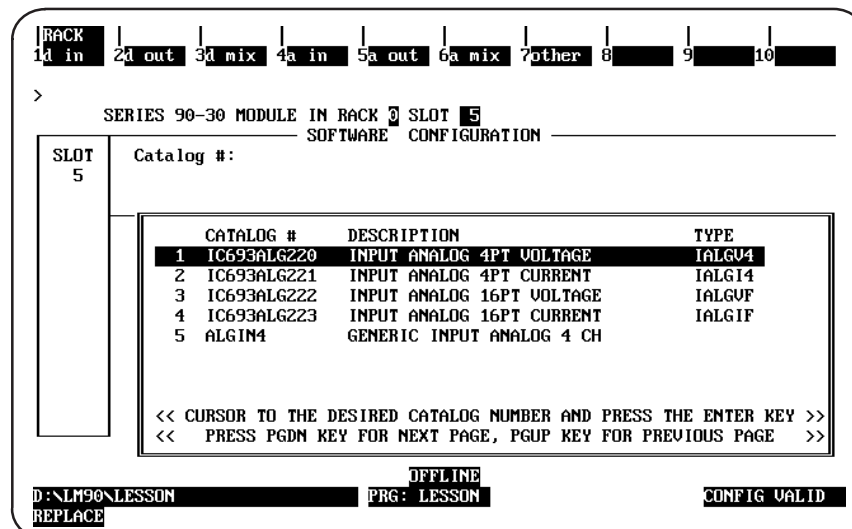 RACK
1d in 2d out 3d mix 4a in 5a out 6a mix 7other 8 9 10
>
SERIES 90-30 MODULE IN RACK 0 SLOT 5
SOFTWARE CONFIGURATION
SLOT Catalog #:
5
CATALOG # DESCRIPTION TYPE
1 IC693ALG220 INPUT ANALOG 4PT VOLTAGE IALGV4
2 IC693ALG221 INPUT ANALOG 4PT CURRENT IALGI4
3 IC693ALG222 INPUT ANALOG 16PT VOLTAGE IALGVF
4 IC693ALG223 INPUT ANALOG 16PT CURRENT IALGIF
5 ALGIN4 GENERIC INPUT ANALOG 4 CH
<< CURSOR TO THE DESIRED CATALOG NUMBER AND PRESS THE ENTER KEY >>
<< PRESS PGDN KEY FOR NEXT PAGE, PGUP KEY FOR PREVIOUS PAGE >>
OFFLINE
D:\LM90\LESSON PRG: LESSON CONFIG VALID
REPLACE